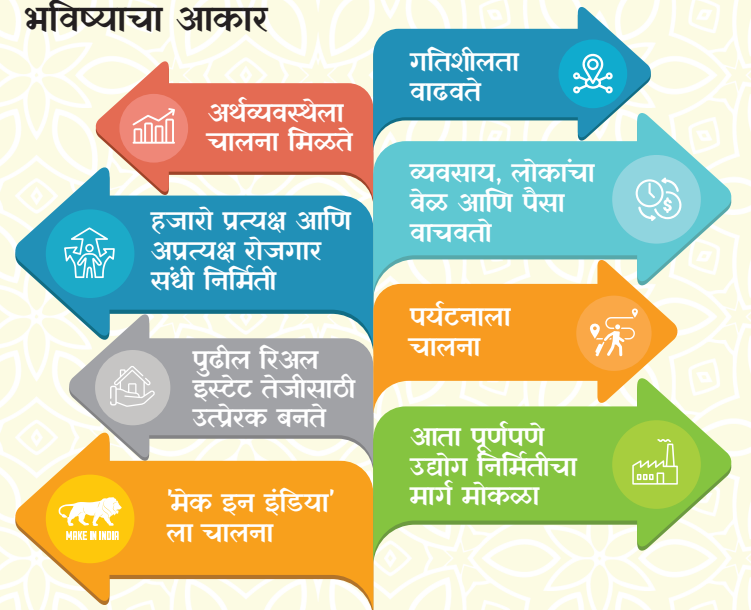 भविष्याचा आकार
गतिशीलता
वाढवते
अर्थव्यवस्थेला
चालना मिळते
व्यवसाय, लोकांचा
वेळ आणि पैसा
वाचवतो
हजारो प्रत्यक्ष आणि
अप्रत्यक्ष रोजगार
संधी निर्मिती
पर्यटनाला
चालना
पुढील रिअल
इस्टेट तेजीसाठी
उत्प्रेरक बनते
आता पूर्णपणे
उद्योग निर्मितीचा
मार्ग मोकळा
'मेक इन इंडिया'
ला चालना
MAKE IN INDIA